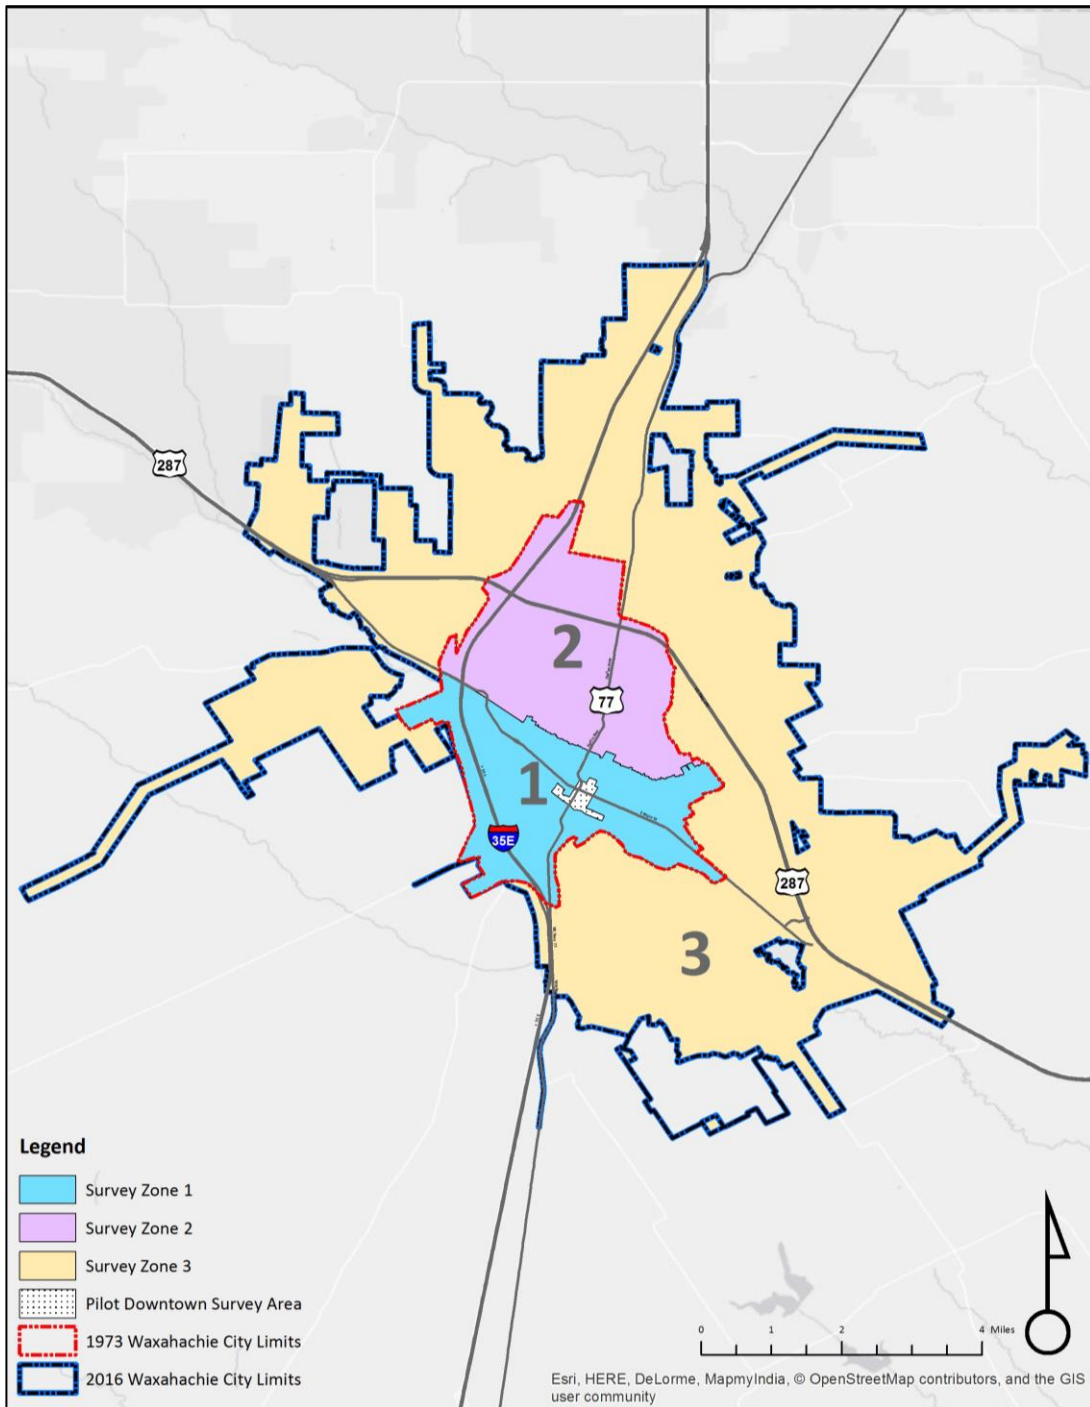 287
2
77
1
35E
287
3
Legend
Survey Zone 1
Survey Zone 2
Survey Zone 3
Pilot Downtown Survey Area
1973 Waxahachie City Limits
2016 Waxahachie City Limits
0 1 2 4 Miles
Esri, HERE, DeLorme, MapmyIndia, © OpenStreetMap contributors, and the GIS
user community